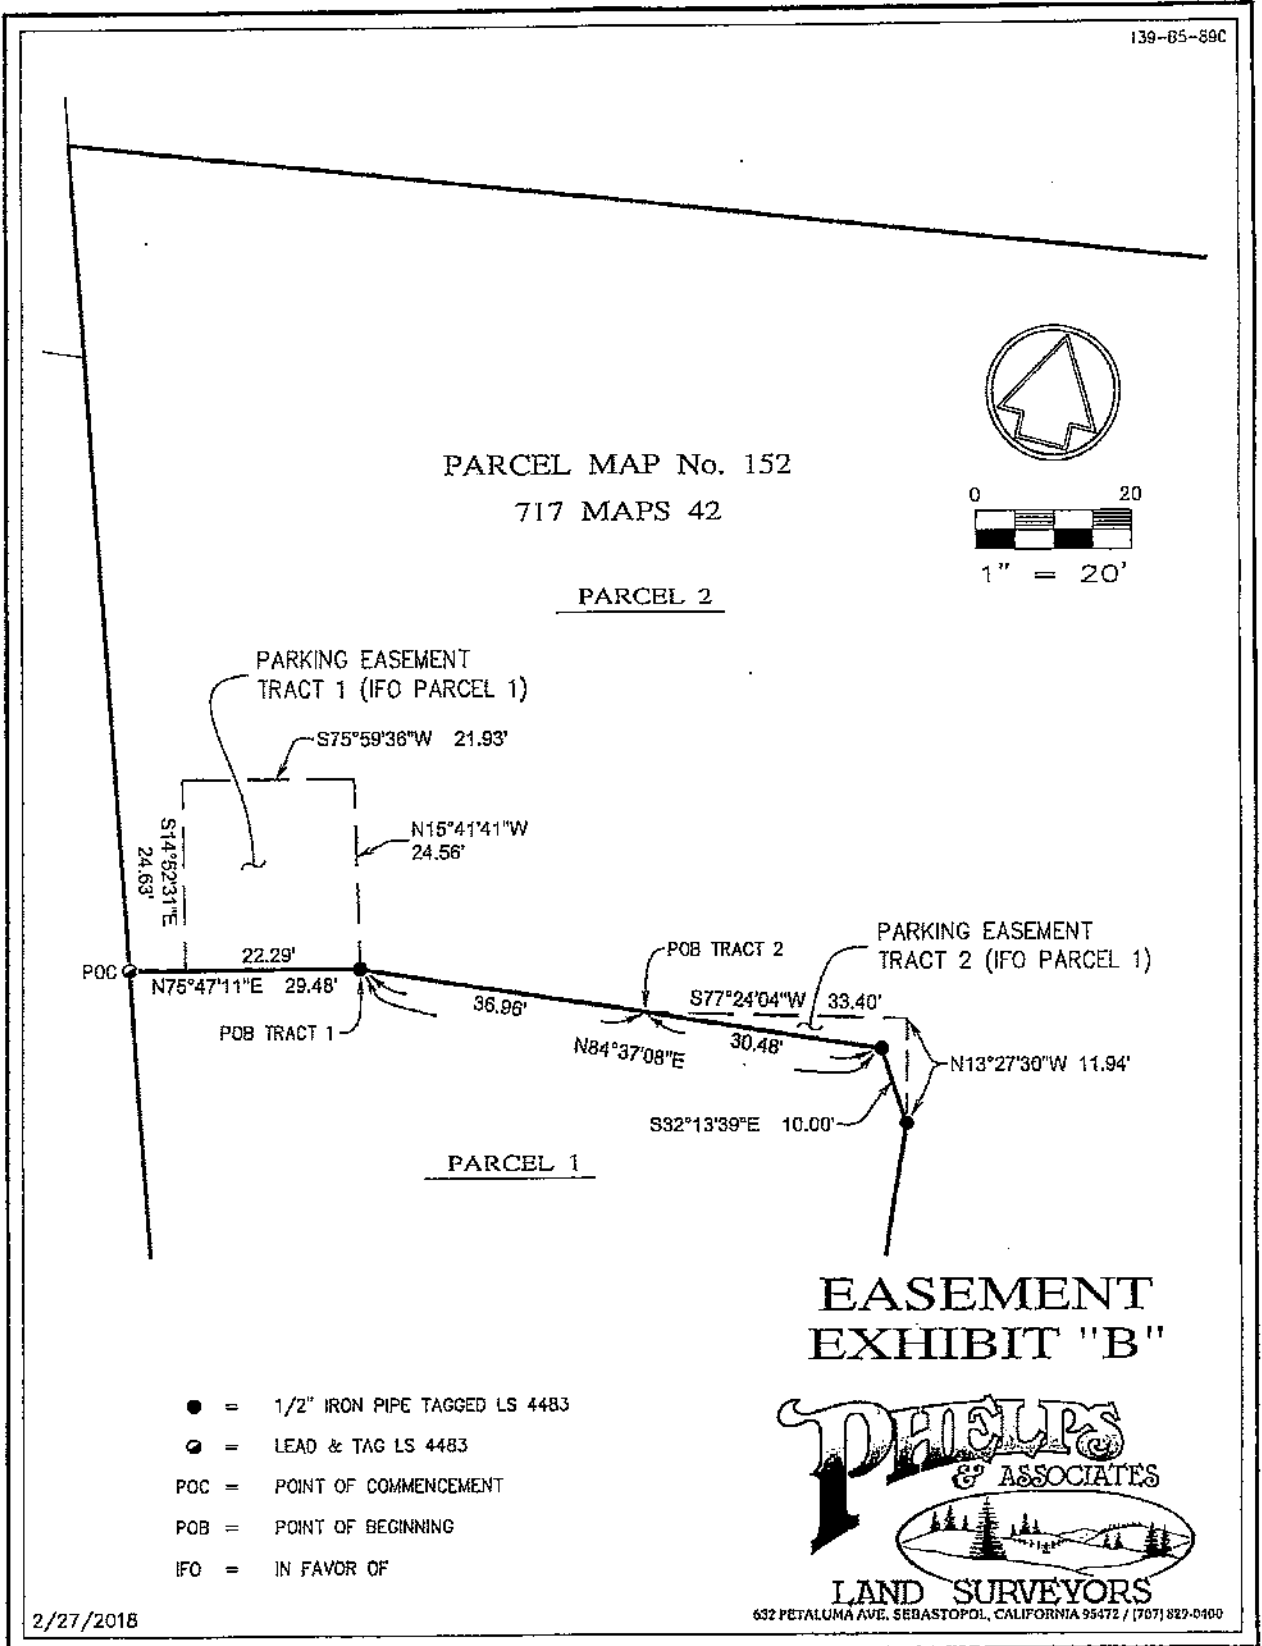 139-85-89C
PARCEL MAP No. 152
717 MAPS 42
0 20
1" = 20'
PARCEL 2
PARKING EASEMENT
TRACT 1 (IFO PARCEL 1)
S75°59'36"W 21.93'
N15°41'41"W
24.56'
S14°52'31"E
24.63'
POC
22.29'
N75°47'11"E 29.48'
POB TRACT 1
36.96'
POB TRACT 2
PARKING EASEMENT
TRACT 2 (IFO PARCEL 1)
S77°24'04"W 33.40'
30.48'
N84°37'08"E
N13°27'30"W 11.94'
S32°13'39"E 10.00'
PARCEL 1
EASEMENT
EXHIBIT "B"
● = 1/2" IRON PIPE TAGGED LS 4483
= LEAD & TAG LS 4483
POC = POINT OF COMMENCEMENT
POB = POINT OF BEGINNING
IFO = IN FAVOR OF
PHELPS
& ASSOCIATES
LAND SURVEYORS
632 PETALUMA AVE. SEBASTOPOL, CALIFORNIA 95472 / (707) 829-0400
2/27/2018